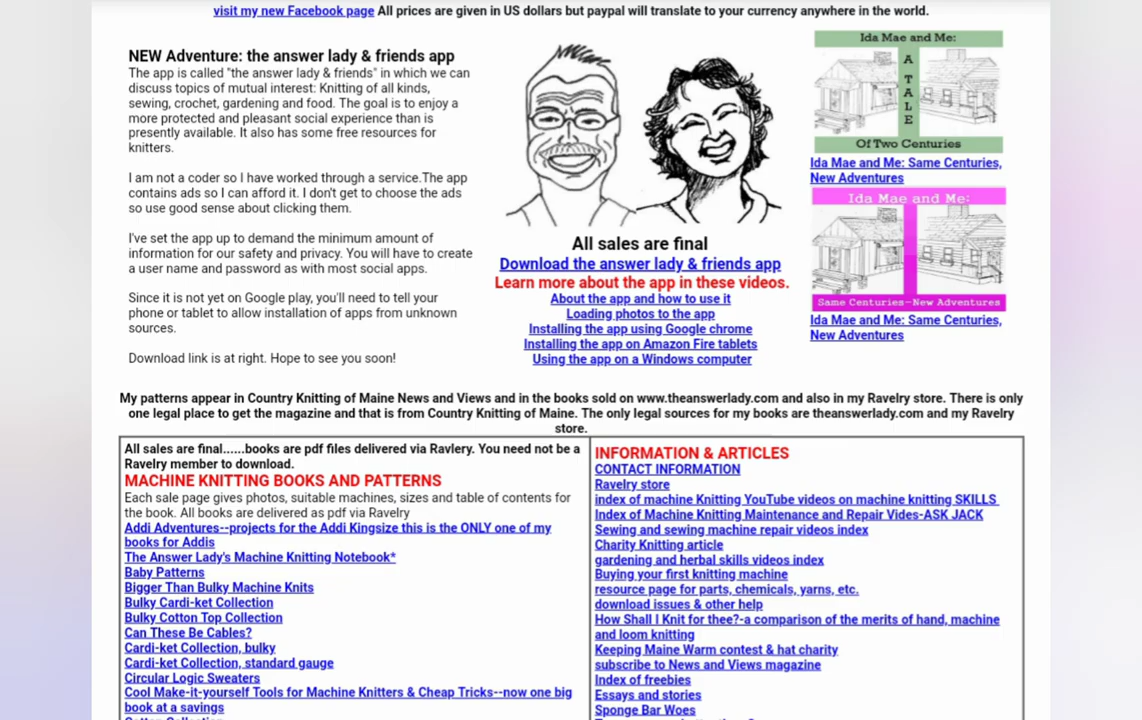 visit my new Facebook page All prices are given in US dollars but paypal will translate to your currency anywhere in the world.
NEW Adventure: the answer lady & friends app
The app is called "the answer lady & friends" in which we can
discuss topics of mutual interest: Knitting of all kinds,
sewing, crochet, gardening and food. The goal is to enjoy a
more protected and pleasant social experience than is
presently available. It also has some free resources for
knitters.
I am not a coder so I have worked through a service.The app
contains ads so I can afford it. I don't get to choose the ads
so use good sense about clicking them.
I've set the app up to demand the minimum amount of
information for our safety and privacy. You will have to create
a user name and password as with most social apps.
Since it is not yet on Google play, you'll need to tell your
phone or tablet to allow installation of apps from unknown
sources.
Download link is at right. Hope to see you soon!
All sales are final
Download the answer lady & friends app
Learn more about the app in these videos.
About the app and how to use it
Loading photos to the app
Installing the app using Google chrome
Installing the app on Amazon Fire tablets
Using the app on a Windows computer
Ida Mae and Me:
A TALE
Of Two Centuries
Ida Mae and Me: Same Centuries,
New Adventures
Ida Mae and Me:
Same Centuries—New Adventures
Ida Mae and Me: Same Centuries,
New Adventures
My patterns appear in Country Knitting of Maine News and Views and in the books sold on www.theanswerlady.com and also in my Ravelry store. There is only
one legal place to get the magazine and that is from Country Knitting of Maine. The only legal sources for my books are theanswerlady.com and my Ravelry
store.
All sales are final......books are pdf files delivered via Ravlery. You need not be a
Ravelry member to download.
MACHINE KNITTING BOOKS AND PATTERNS
Each sale page gives photos, suitable machines, sizes and table of contents for
the book. All books are delivered as pdf via Ravelry
Addi Adventures--projects for the Addi Kingsize this is the ONLY one of my
books for Addis
The Answer Lady's Machine Knitting Notebook*
Baby Patterns
Bigger Than Bulky Machine Knits
Bulky Cardi-ket Collection
Bulky Cotton Top Collection
Can These Be Cables?
Cardi-ket Collection, bulky
Cardi-ket Collection, standard gauge
Circular Logic Sweaters
Cool Make-it-yourself Tools for Machine Knitters & Cheap Tricks--now one big
book at a savings
INFORMATION & ARTICLES
CONTACT INFORMATION
Ravelry store
index of machine Knitting YouTube videos on machine knitting SKILLS
Index of Machine Knitting Maintenance and Repair Vides-ASK JACK
Sewing and sewing machine repair videos index
Charity Knitting article
gardening and herbal skills videos index
Buying your first knitting machine
resource page for parts, chemicals, yarns, etc.
download issues & other help
How Shall I Knit for thee?-a comparison of the merits of hand, machine
and loom knitting
Keeping Maine Warm contest & hat charity
subscribe to News and Views magazine
Index of freebies
Essays and stories
Sponge Bar Woes